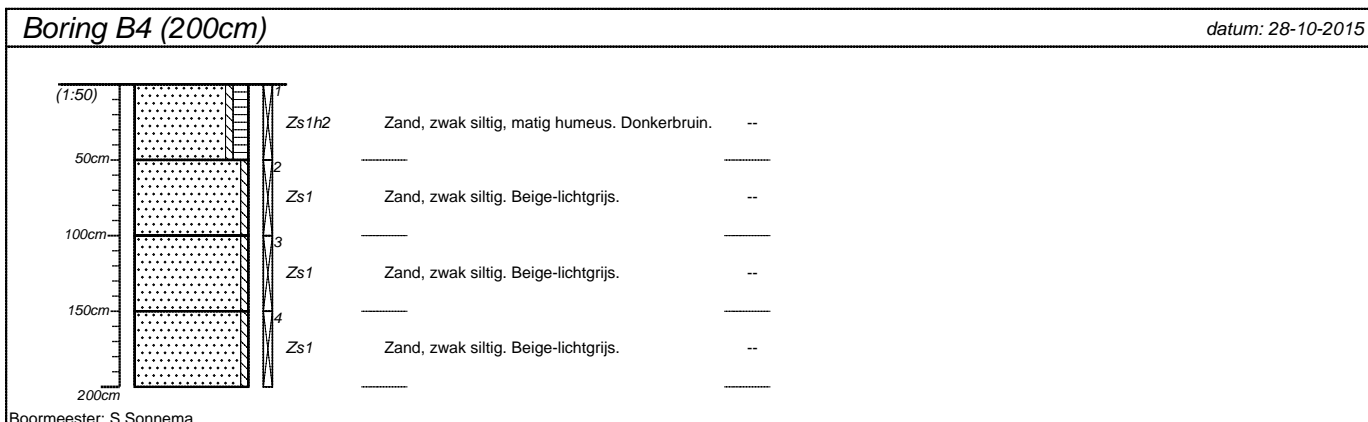 Boring B4 (200cm) datum: 28-10-2015
(1:50) 1
Zs1h2 Zand, zwak siltig, matig humeus. Donkerbruin. --
50cm
2
Zs1 Zand, zwak siltig. Beige-lichtgrijs. --
100cm
3
Zs1 Zand, zwak siltig. Beige-lichtgrijs. --
150cm
4
Zs1 Zand, zwak siltig. Beige-lichtgrijs. --
200cm
Boormeester: S.Sonnema